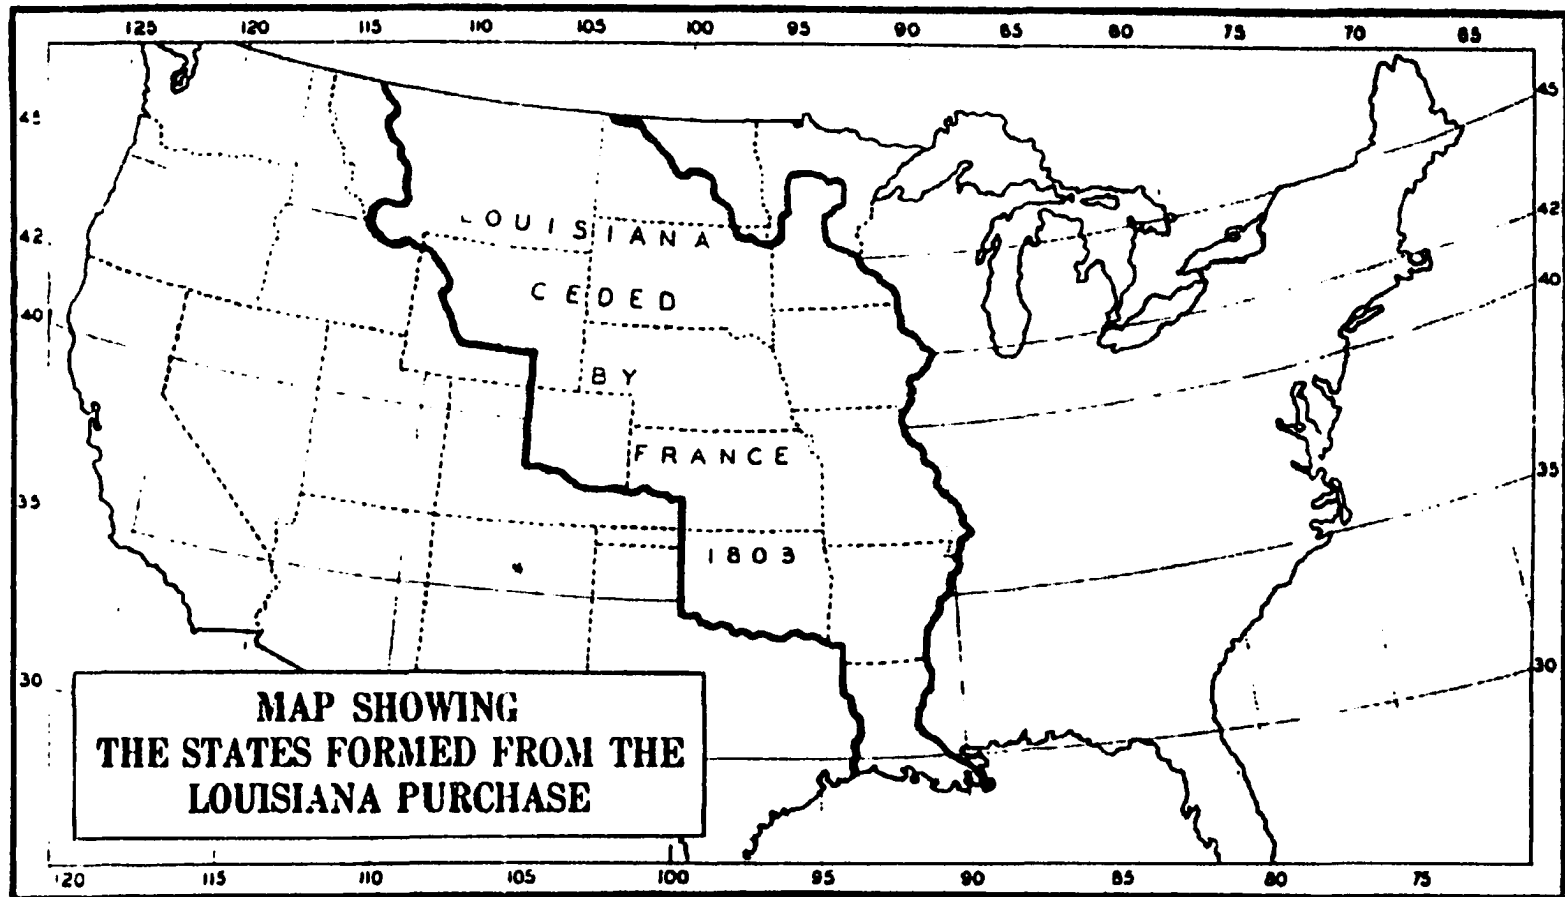 125 120 115 110 105 100 95 90 85 80 75 70 65
45 45
42 42
40 40
35 35
30 30
LOUISIANA
CEDED
BY
FRANCE
1803
MAP SHOWING
THE STATES FORMED FROM THE
LOUISIANA PURCHASE
120 115 110 105 100 95 90 85 80 75